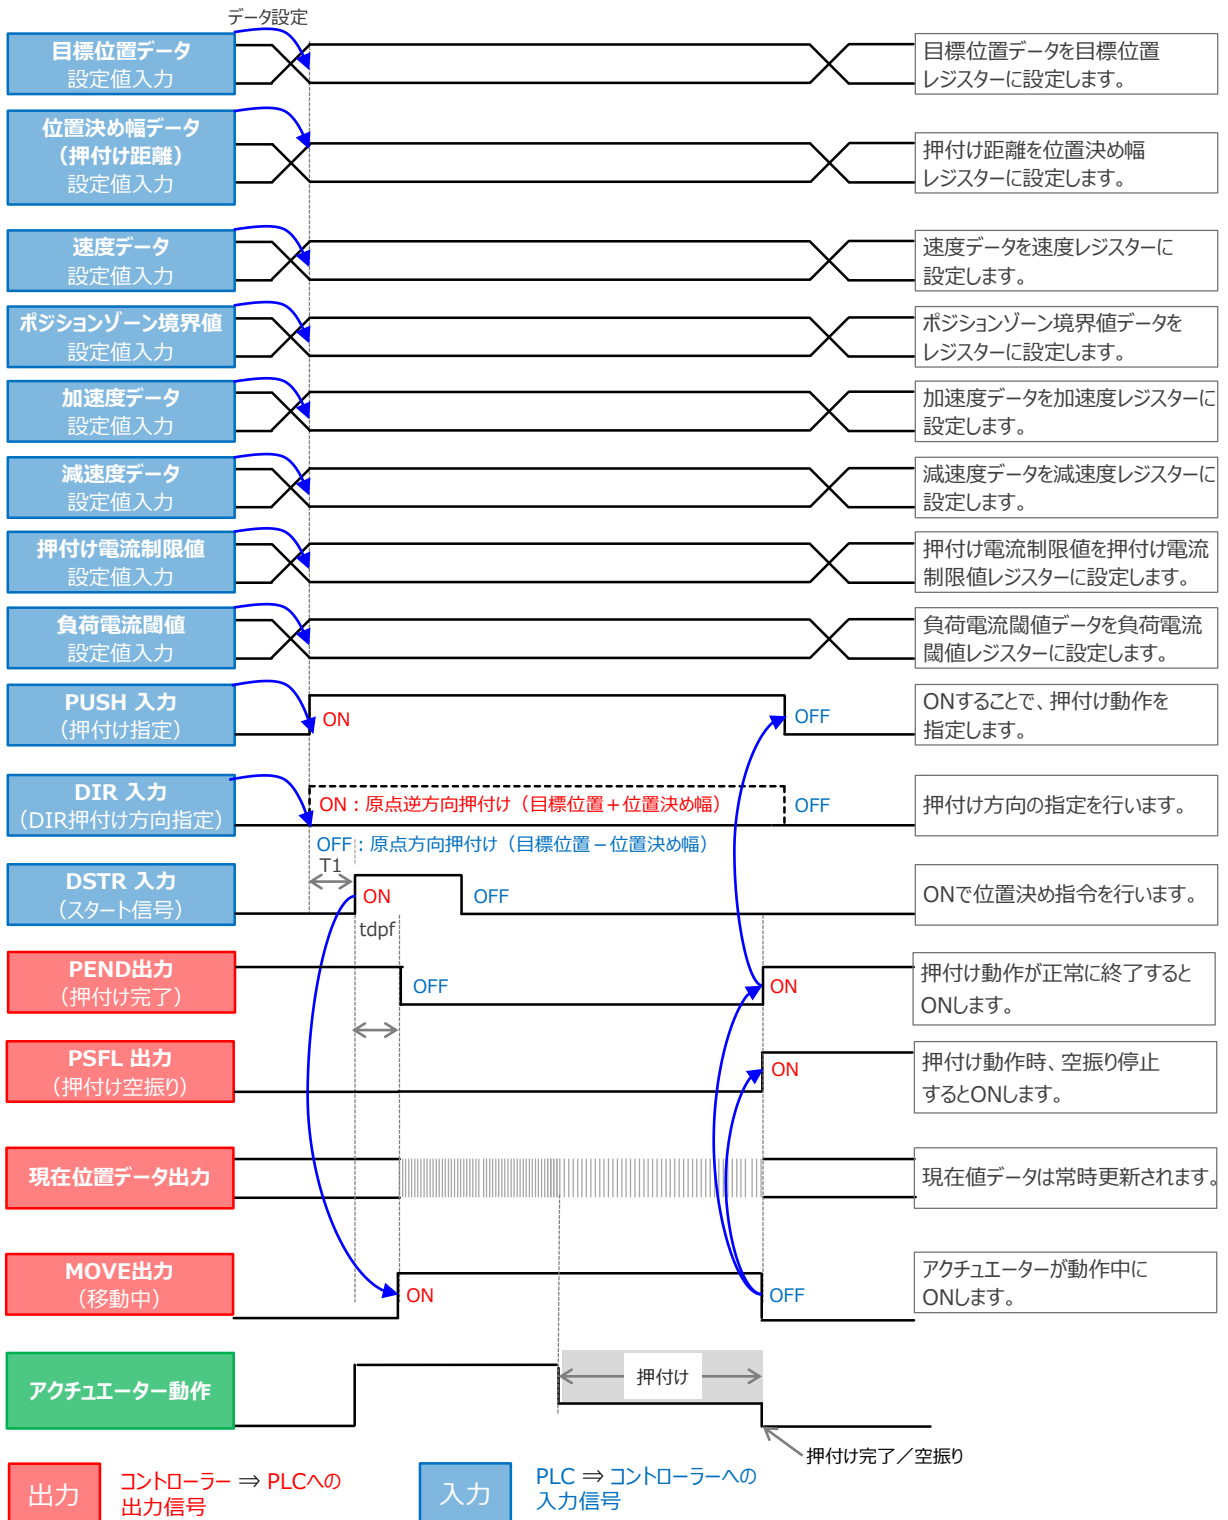 データ設定
目標位置データ
設定値入力
目標位置データを目標位置
レジスターに設定します。
位置決め幅データ
（押付け距離）
設定値入力
押付け距離を位置決め幅
レジスターに設定します。
速度データ
設定値入力
速度データを速度レジスターに
設定します。
ポジションゾーン境界値
設定値入力
ポジションゾーン境界値データを
レジスターに設定します。
加速度データ
設定値入力
加速度データを加速度レジスターに
設定します。
減速度データ
設定値入力
減速度データを減速度レジスターに
設定します。
押付け電流制限値
設定値入力
押付け電流制限値を押付け電流
制限値レジスターに設定します。
負荷電流閾値
設定値入力
負荷電流閾値データを負荷電流
閾値レジスターに設定します。
PUSH 入力
（押付け指定）
ON
OFF
ONすることで、押付け動作を
指定します。
DIR 入力
（DIR押付け方向指定）
ON：原点逆方向押付け（目標位置＋位置決め幅）
OFF
押付け方向の指定を行います。
OFF：原点方向押付け（目標位置－位置決め幅）
T1
DSTR 入力
（スタート信号）
ON
OFF
ONで位置決め指令を行います。
tdpf
PEND出力
（押付け完了）
OFF
ON
押付け動作が正常に終了すると
ONします。
PSFL 出力
（押付け空振り）
ON
押付け動作時、空振り停止
するとONします。
現在位置データ出力
現在値データは常時更新されます。
MOVE出力
（移動中）
ON
OFF
アクチュエーターが動作中に
ONします。
アクチュエーター動作
押付け
押付け完了／空振り
出力
コントローラー ⇒ PLCへの
出力信号
入力
PLC ⇒ コントローラーへの
入力信号